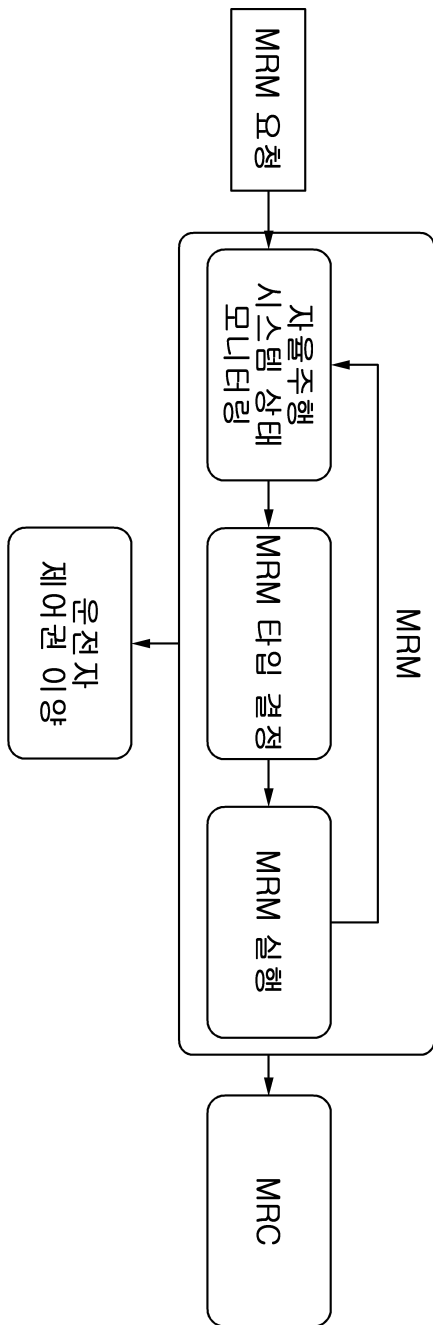 MRM 요청
MRM
자율주행
시스템 상태
모니터링
MRM 타입 결정
MRM 실행
운전자
제어권 이양
MRC